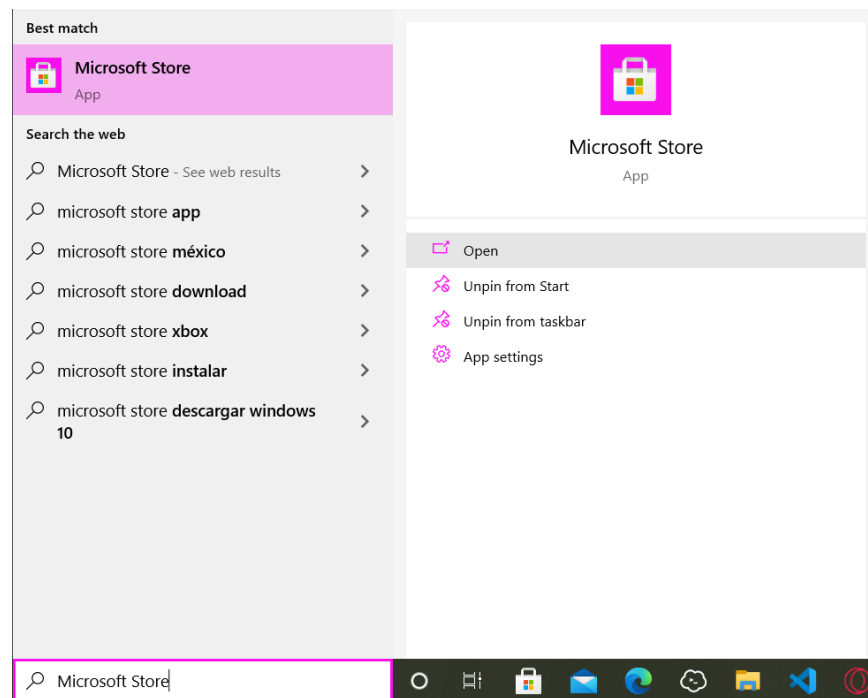 Best match
Microsoft Store
App
Search the web
Microsoft Store - See web results
microsoft store app
microsoft store méxico
microsoft store download
microsoft store xbox
microsoft store instalar
microsoft store descargar windows
10
Microsoft Store
App
Open
Unpin from Start
Unpin from taskbar
App settings
Microsoft Store